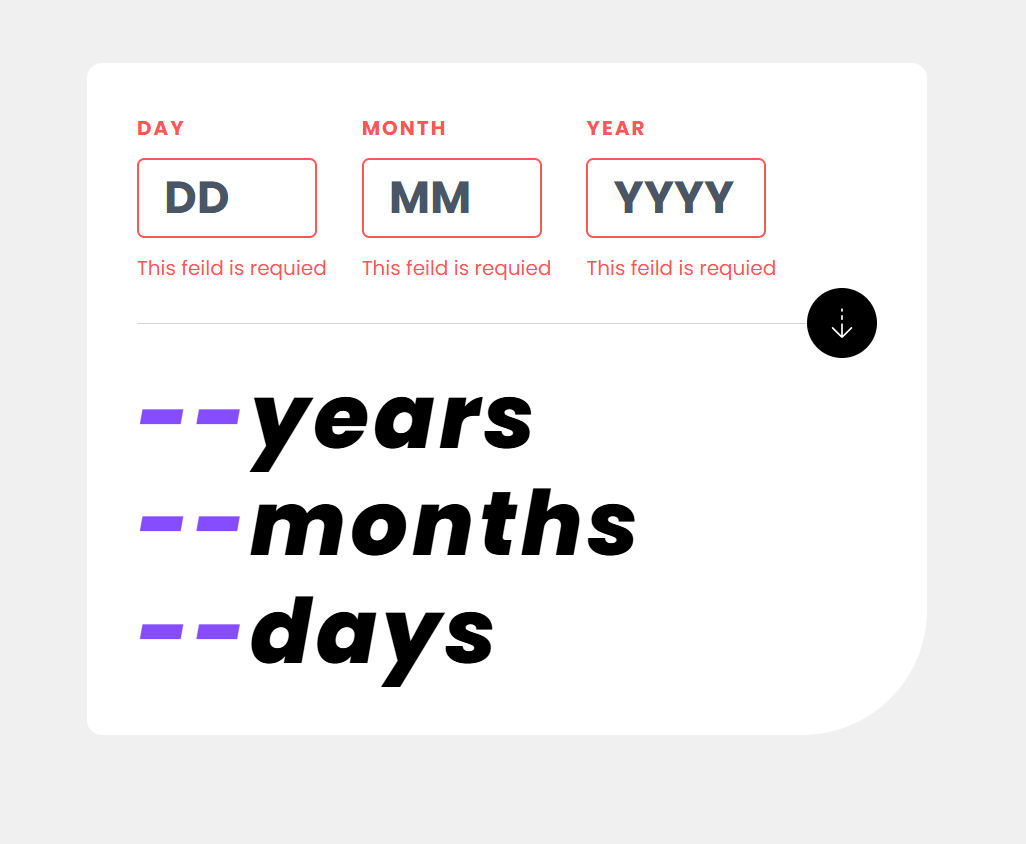 DAY MONTH YEAR
DD MM YYYY
This feild is requied This feild is requied This feild is requied
--years
--months
--days